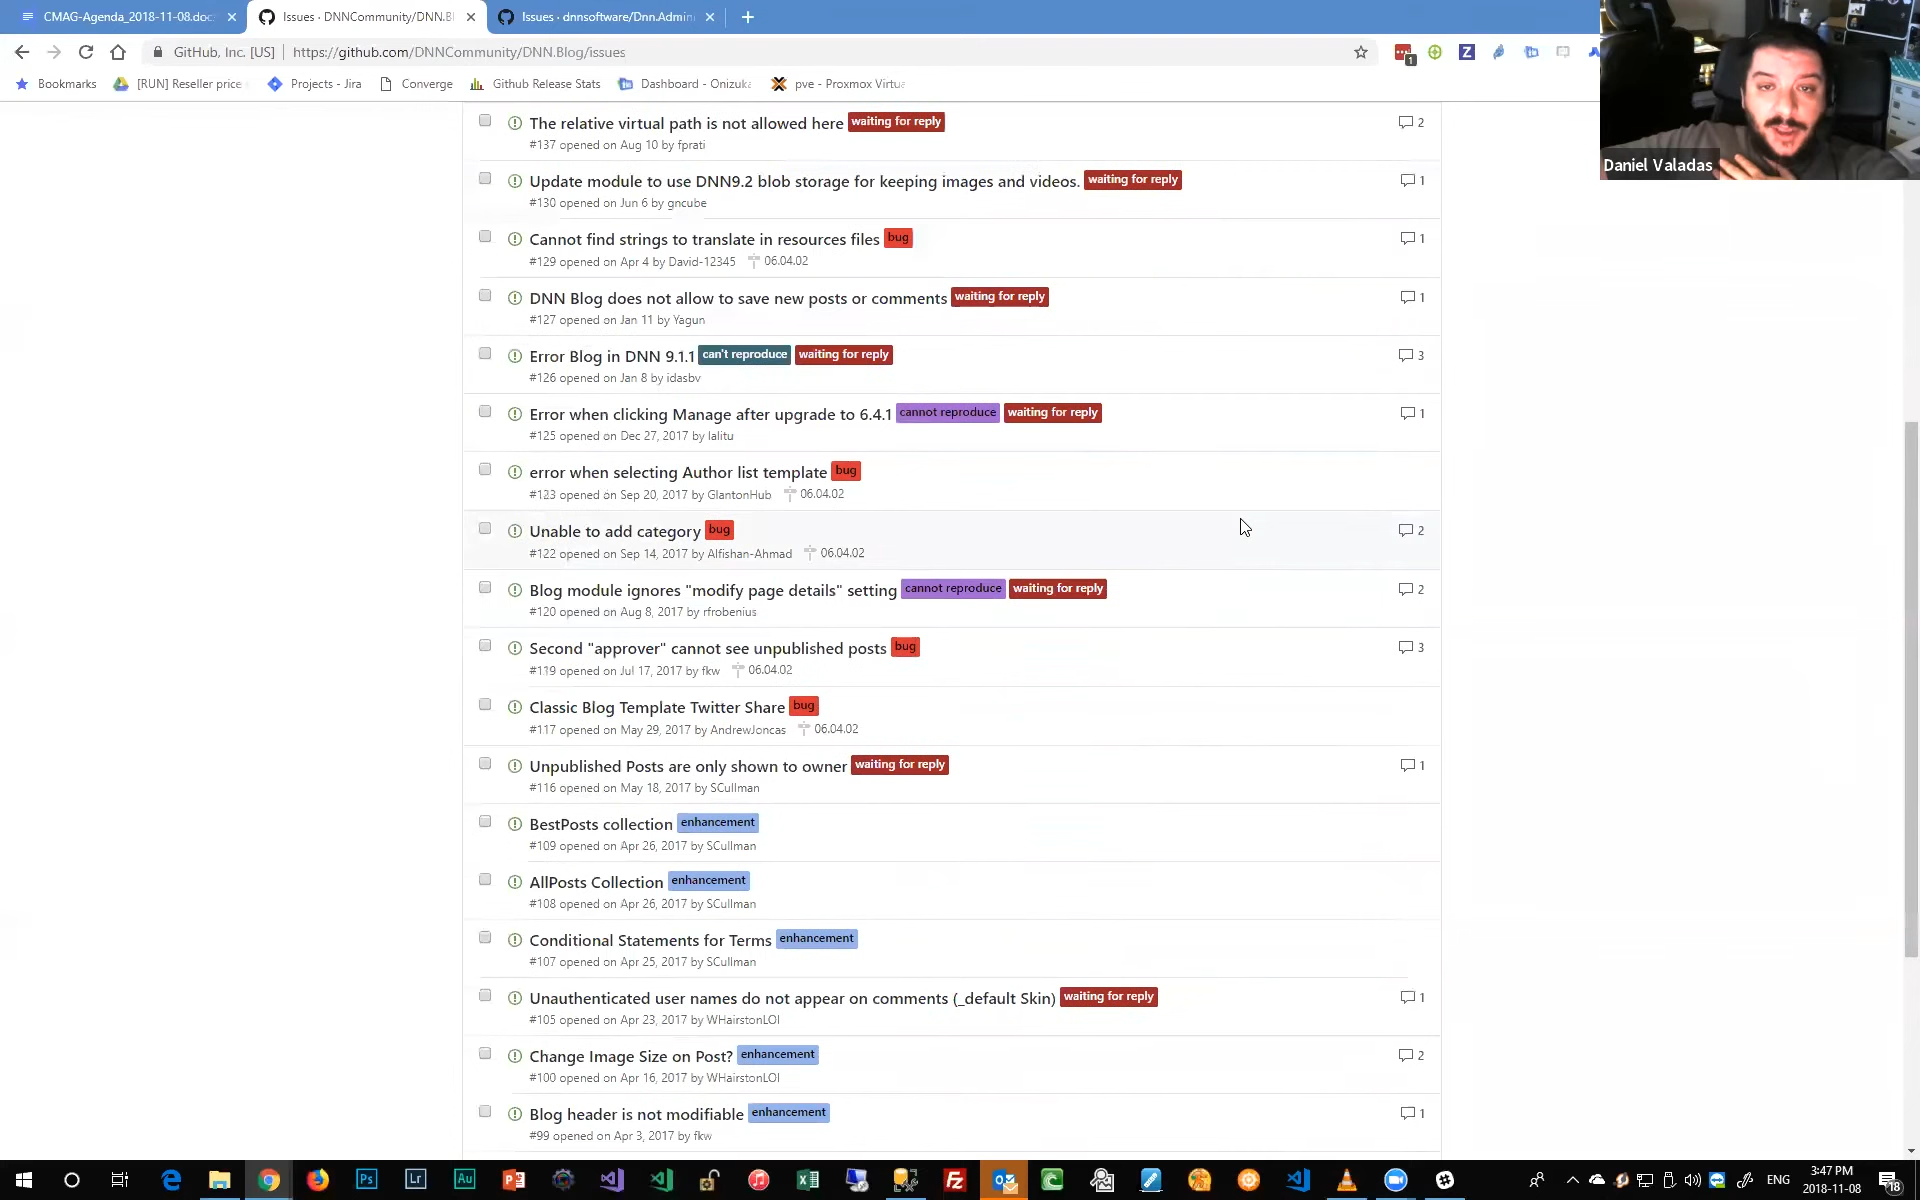 CMAG-Agenda_2018-11-08.doc
Issues · DNNCommunity/DNN.Bl
Issues · dnnsoftware/Dnn.Admin
GitHub, Inc. [US]
https://github.com/DNNCommunity/DNN.Blog/issues
1
Z
Bookmarks
[RUN] Reseller price
Projects - Jira
Converge
Github Release Stats
Dashboard - Onizuka
pve - Proxmox Virtua
Daniel Valadas
The relative virtual path is not allowed here waiting for reply 2
#137 opened on Aug 10 by fprati
Update module to use DNN9.2 blob storage for keeping images and videos. waiting for reply 1
#130 opened on Jun 6 by gncube
Cannot find strings to translate in resources files bug 1
#129 opened on Apr 4 by David-12345 06.04.02
DNN Blog does not allow to save new posts or comments waiting for reply 1
#127 opened on Jan 11 by Yagun
Error Blog in DNN 9.1.1 can't reproduce waiting for reply 3
#126 opened on Jan 8 by idasbv
Error when clicking Manage after upgrade to 6.4.1 cannot reproduce waiting for reply 1
#125 opened on Dec 27, 2017 by lalitu
error when selecting Author list template bug
#123 opened on Sep 20, 2017 by GlantonHub 06.04.02
Unable to add category bug 2
#122 opened on Sep 14, 2017 by Alfishan-Ahmad 06.04.02
Blog module ignores "modify page details" setting cannot reproduce waiting for reply 2
#120 opened on Aug 8, 2017 by rfrobenius
Second "approver" cannot see unpublished posts bug 3
#119 opened on Jul 17, 2017 by fkw 06.04.02
Classic Blog Template Twitter Share bug
#117 opened on May 29, 2017 by AndrewJoncas 06.04.02
Unpublished Posts are only shown to owner waiting for reply 1
#116 opened on May 18, 2017 by SCullman
BestPosts collection enhancement
#109 opened on Apr 26, 2017 by SCullman
AllPosts Collection enhancement
#108 opened on Apr 26, 2017 by SCullman
Conditional Statements for Terms enhancement
#107 opened on Apr 25, 2017 by SCullman
Unauthenticated user names do not appear on comments (_default Skin) waiting for reply 1
#105 opened on Apr 23, 2017 by WHairstonLOI
Change Image Size on Post? enhancement 2
#100 opened on Apr 16, 2017 by WHairstonLOI
Blog header is not modifiable enhancement 1
#99 opened on Apr 3, 2017 by fkw
Ps
Lr
Au
ENG
3:47 PM
2018-11-08
18